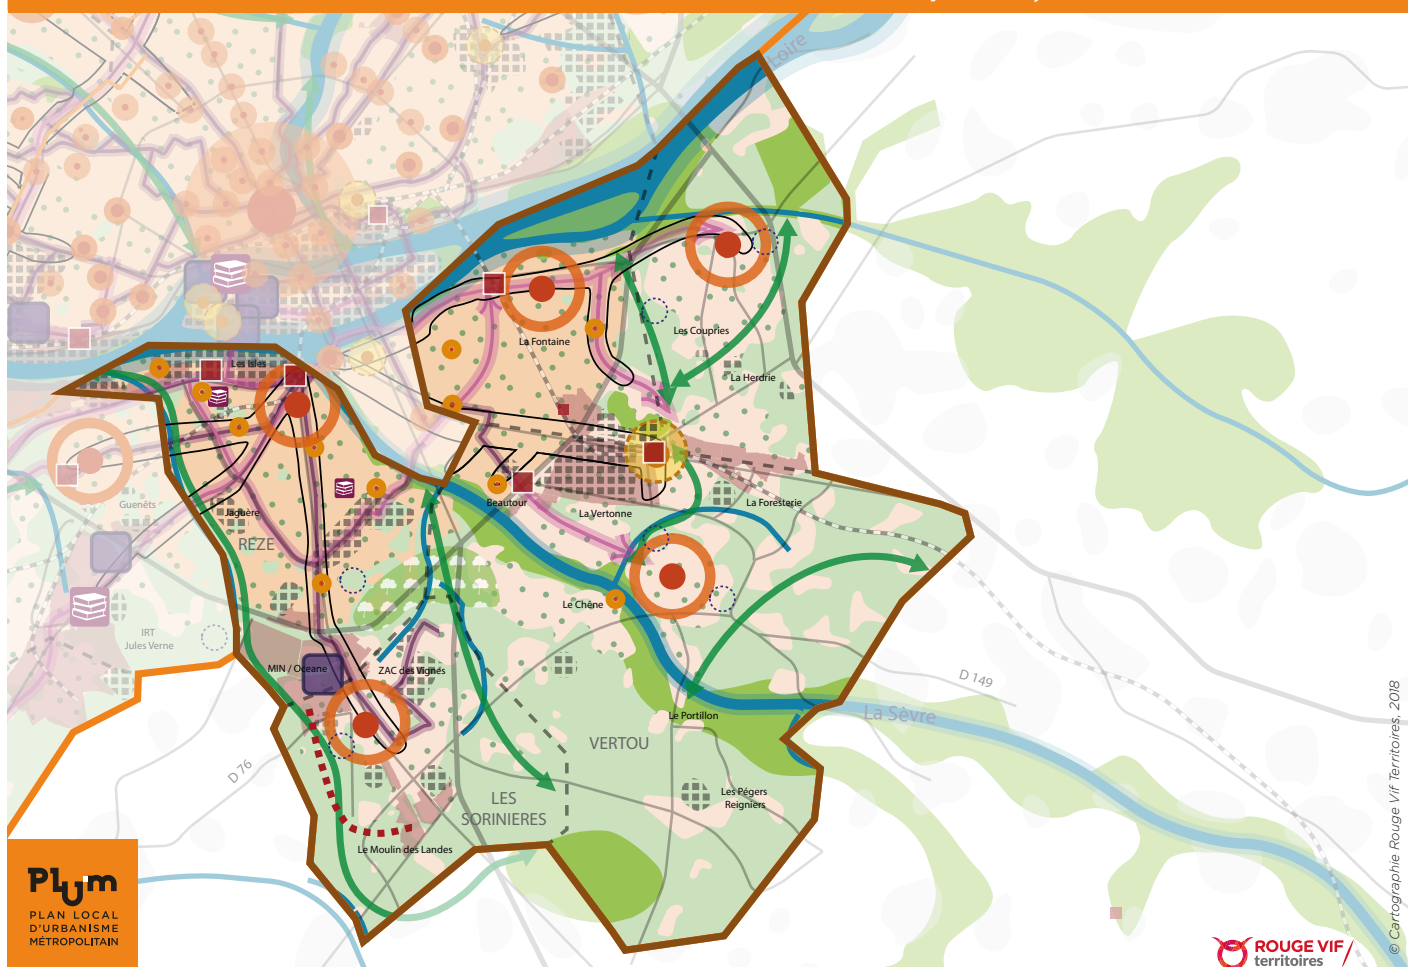 Loire
Les Coupries
La Fontaine
Les Isles
La Herdrie
Guenêts
Jaguère
REZE
Beautour
La Vertonne
La Foresterie
Le Chêne
IRT
Jules Verne
MIN / Océane
ZAC des Vignes
D 149
La Sèvre
Le Portillon
VERTOU
D 76
LES
SORINIERES
Les Pégers
Reigniers
Le Moulin des Landes
PLUm
PLAN LOCAL
D'URBANISME
MÉTROPOLITAIN
ROUGE VIF
territoires
© Cartographie Rouge Vif Territoires, 2018